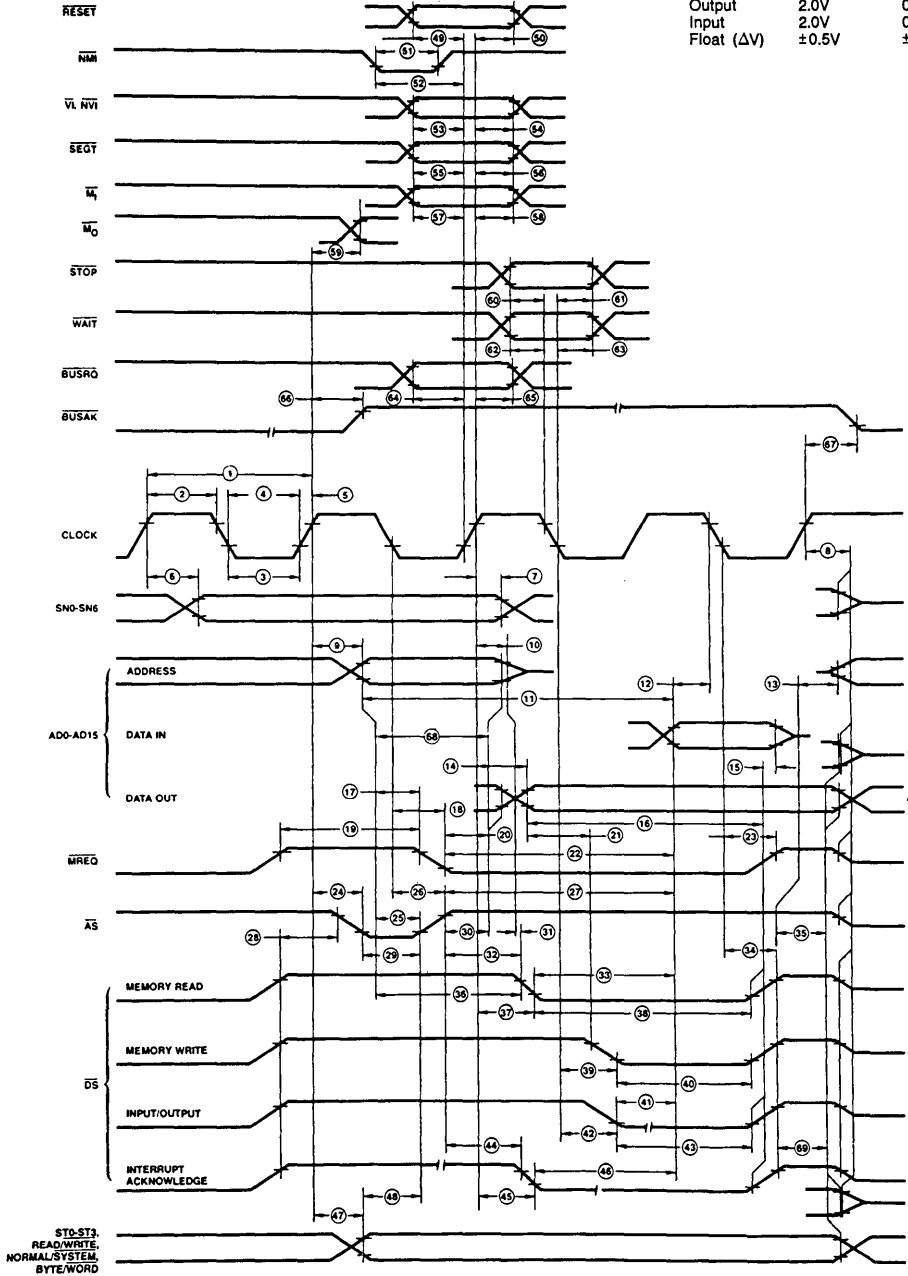 RESET
Output 2.0V 0
Input 2.0V 0
Float (ΔV) ±0.5V ±
49 50
NMI
51
52
VI, NVI
53 54
SEGT
55 56
M1
57 58
MO
59
STOP
60 61
WAIT
62 63
BUSRQ
66 64 65
BUSAK
67
1
2 4 5
CLOCK
3 8
6 7
SN0-SN6
9 10
ADDRESS
11 12 13
AD0-AD15
DATA IN
68
14 15
DATA OUT
17 18 16
19 20 21 23
MREQ
22
24 26 27
AS
25
28 30 31 35
29 32 34
MEMORY READ
33
36
37 38
MEMORY WRITE
39 40
DS
41
INPUT/OUTPUT
42 43
44 46 69
INTERRUPT
ACKNOWLEDGE
48 45
47
ST0-ST3,
READ/WRITE,
NORMAL/SYSTEM,
BYTE/WORD